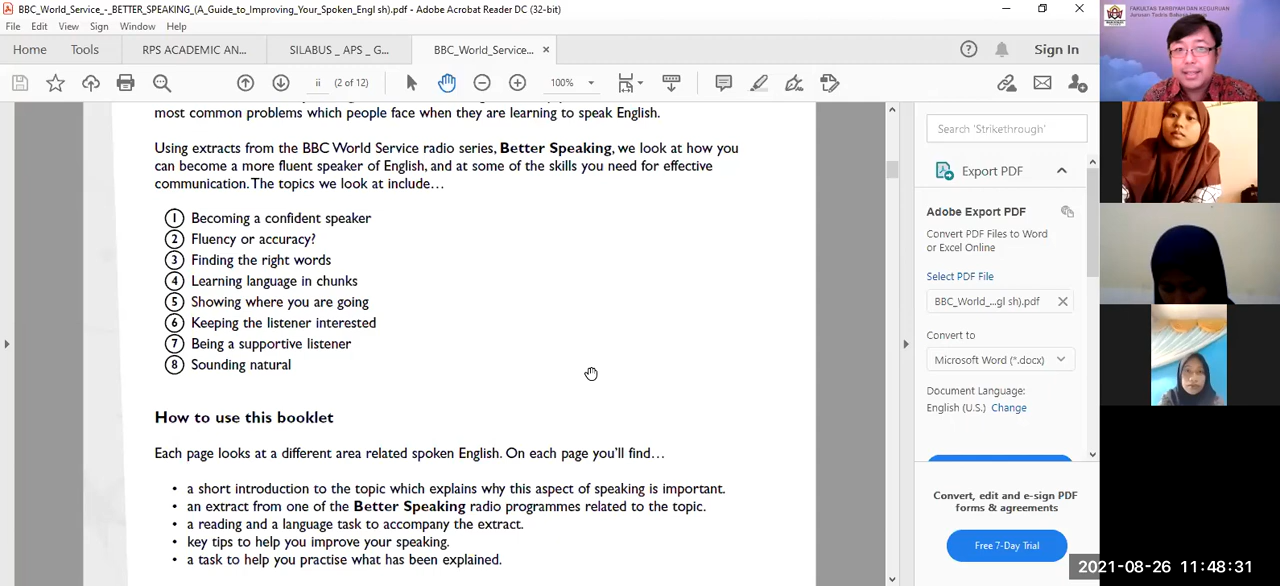 BBC_World_Service_-_BETTER_SPEAKING_(A_Guide_to_Improving_Your_Spoken_Engl sh).pdf - Adobe Acrobat Reader DC (32-bit)
File Edit View Sign Window Help
Home Tools RPS ACADEMIC AN... SILABUS _ APS _ G... BBC_World_Service... × Sign In
ii (2 of 12) 100%
most common problems which people face when they are learning to speak English.
Using extracts from the BBC World Service radio series, Better Speaking, we look at how you
can become a more fluent speaker of English, and at some of the skills you need for effective
communication. The topics we look at include…
1 Becoming a confident speaker
2 Fluency or accuracy?
3 Finding the right words
4 Learning language in chunks
5 Showing where you are going
6 Keeping the listener interested
7 Being a supportive listener
8 Sounding natural
How to use this booklet
Each page looks at a different area related spoken English. On each page you'll find…
• a short introduction to the topic which explains why this aspect of speaking is important.
• an extract from one of the Better Speaking radio programmes related to the topic.
• a reading and a language task to accompany the extract.
• key tips to help you improve your speaking.
• a task to help you practise what has been explained.
Search 'Strikethrough'
Export PDF
Adobe Export PDF
Convert PDF Files to Word
or Excel Online
Select PDF File
BBC_World_...gl sh).pdf
Convert to
Microsoft Word (*.docx)
Document Language:
English (U.S.) Change
Convert, edit and e-sign PDF
forms & agreements
Free 7-Day Trial
FAKULTAS TARBIYAH DAN KEGURUAN
2021-08-26 11:48:31